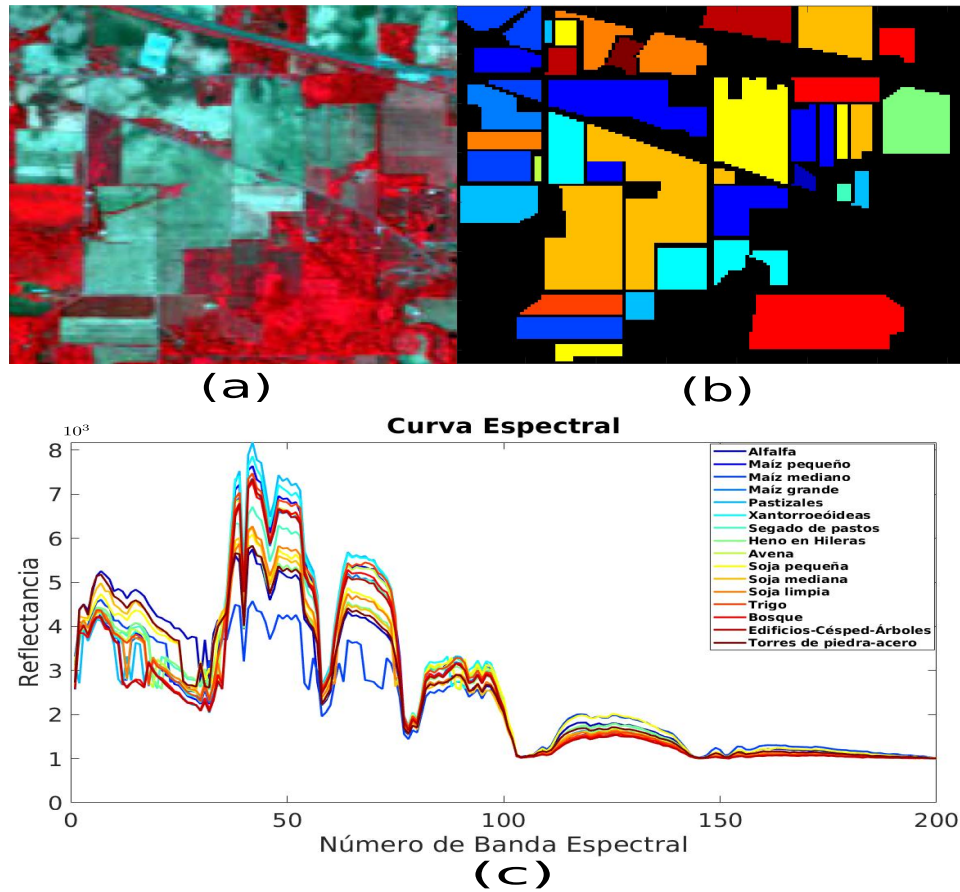 (a)
(b)
Curva Espectral
10³
8
7
6
5
4
3
2
1
0
Reflectancia
Alfalfa
Maíz pequeño
Maíz mediano
Maíz grande
Pastizales
Xantorroeóideas
Segado de pastos
Heno en Hileras
Avena
Soja pequeña
Soja mediana
Soja limpia
Trigo
Bosque
Edificios-Césped-Árboles
Torres de piedra-acero
0 50 100 150 200
Número de Banda Espectral
(c)